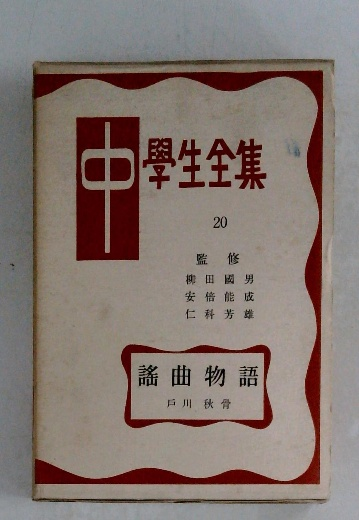 中學生全集
20
監修
柳田國男
安倍能成
仁科芳雄
謠曲物語
戸川秋骨